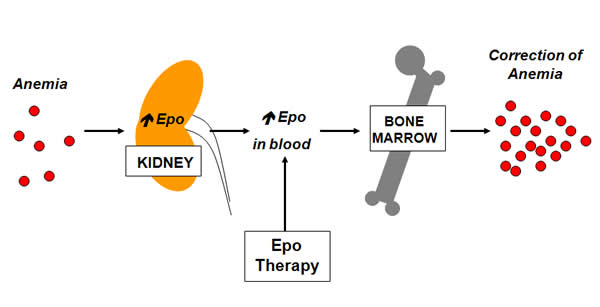 Anemia
↑ Epo
KIDNEY
↑ Epo
in blood
Epo
Therapy
BONE
MARROW
Correction of
Anemia